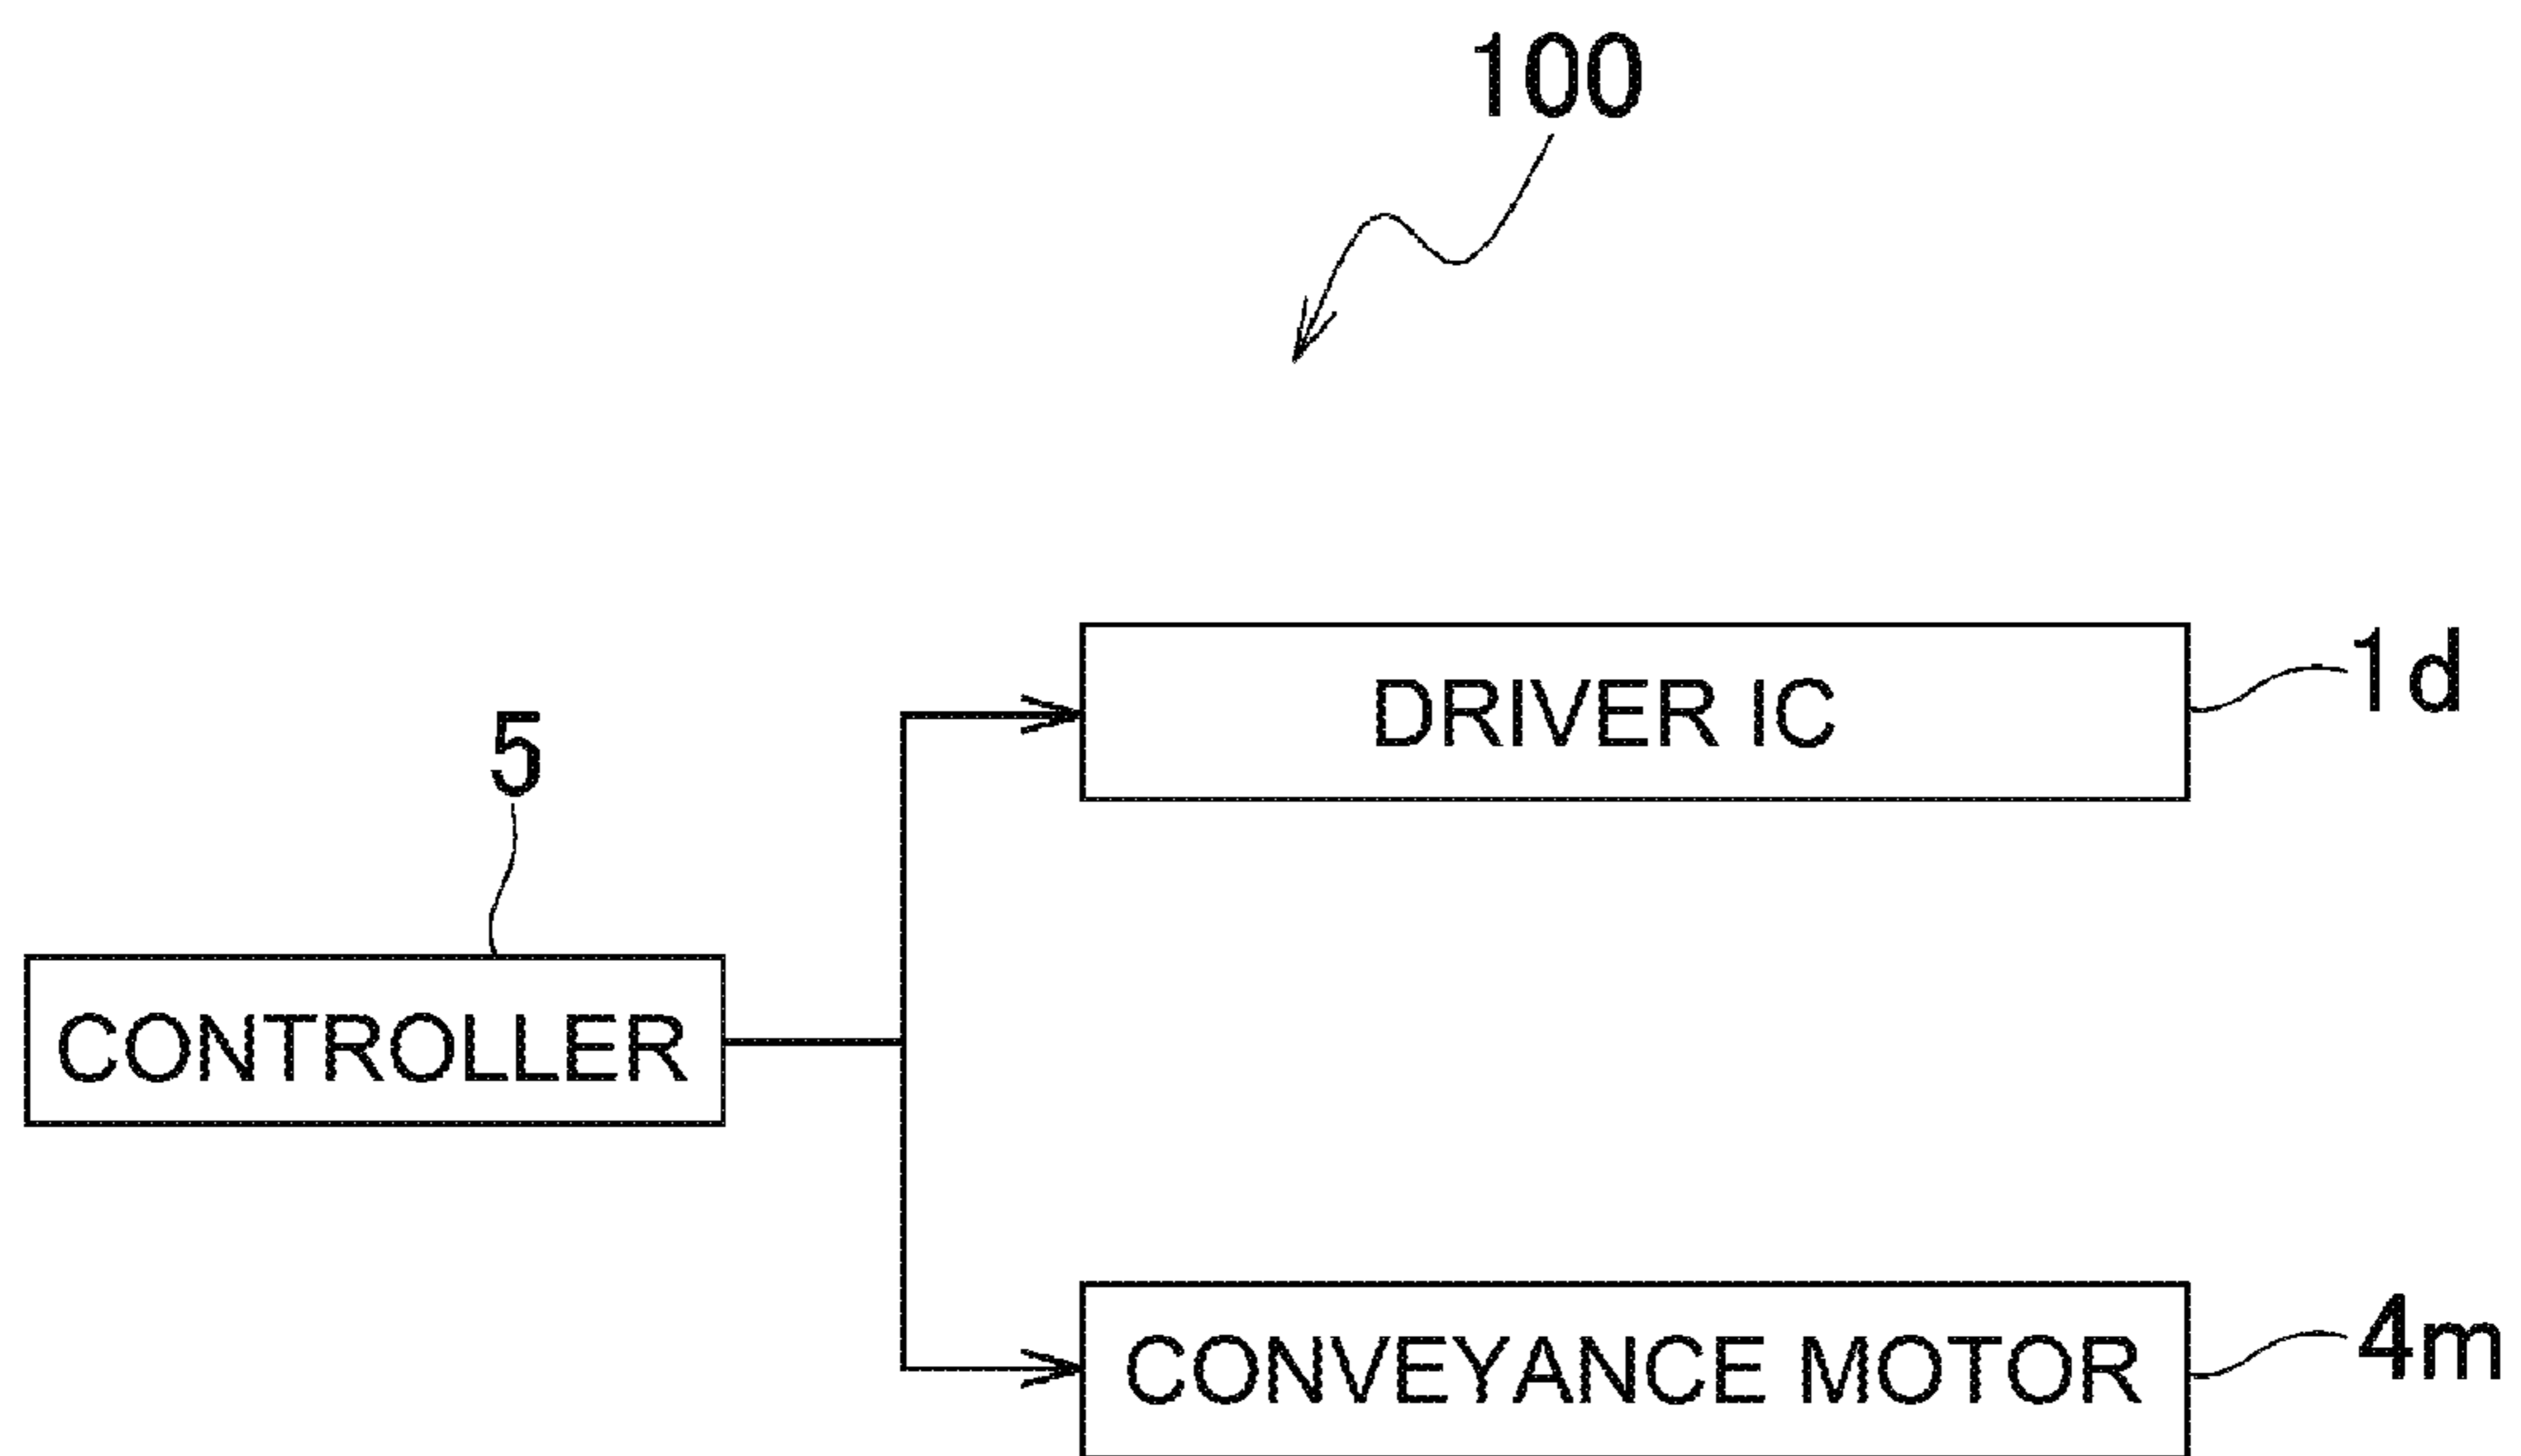 100
DRIVER IC
1d
5
CONTROLLER
CONVEYANCE MOTOR
4m